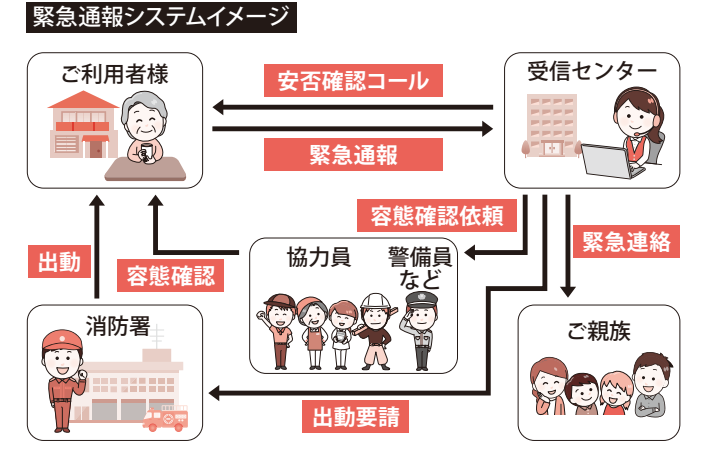 緊急通報システムイメージ
ご利用者様
安否確認コール
受信センター
緊急通報
容態確認依頼
緊急連絡
出動
容態確認
協力員
警備員
など
消防署
ご親族
出動要請